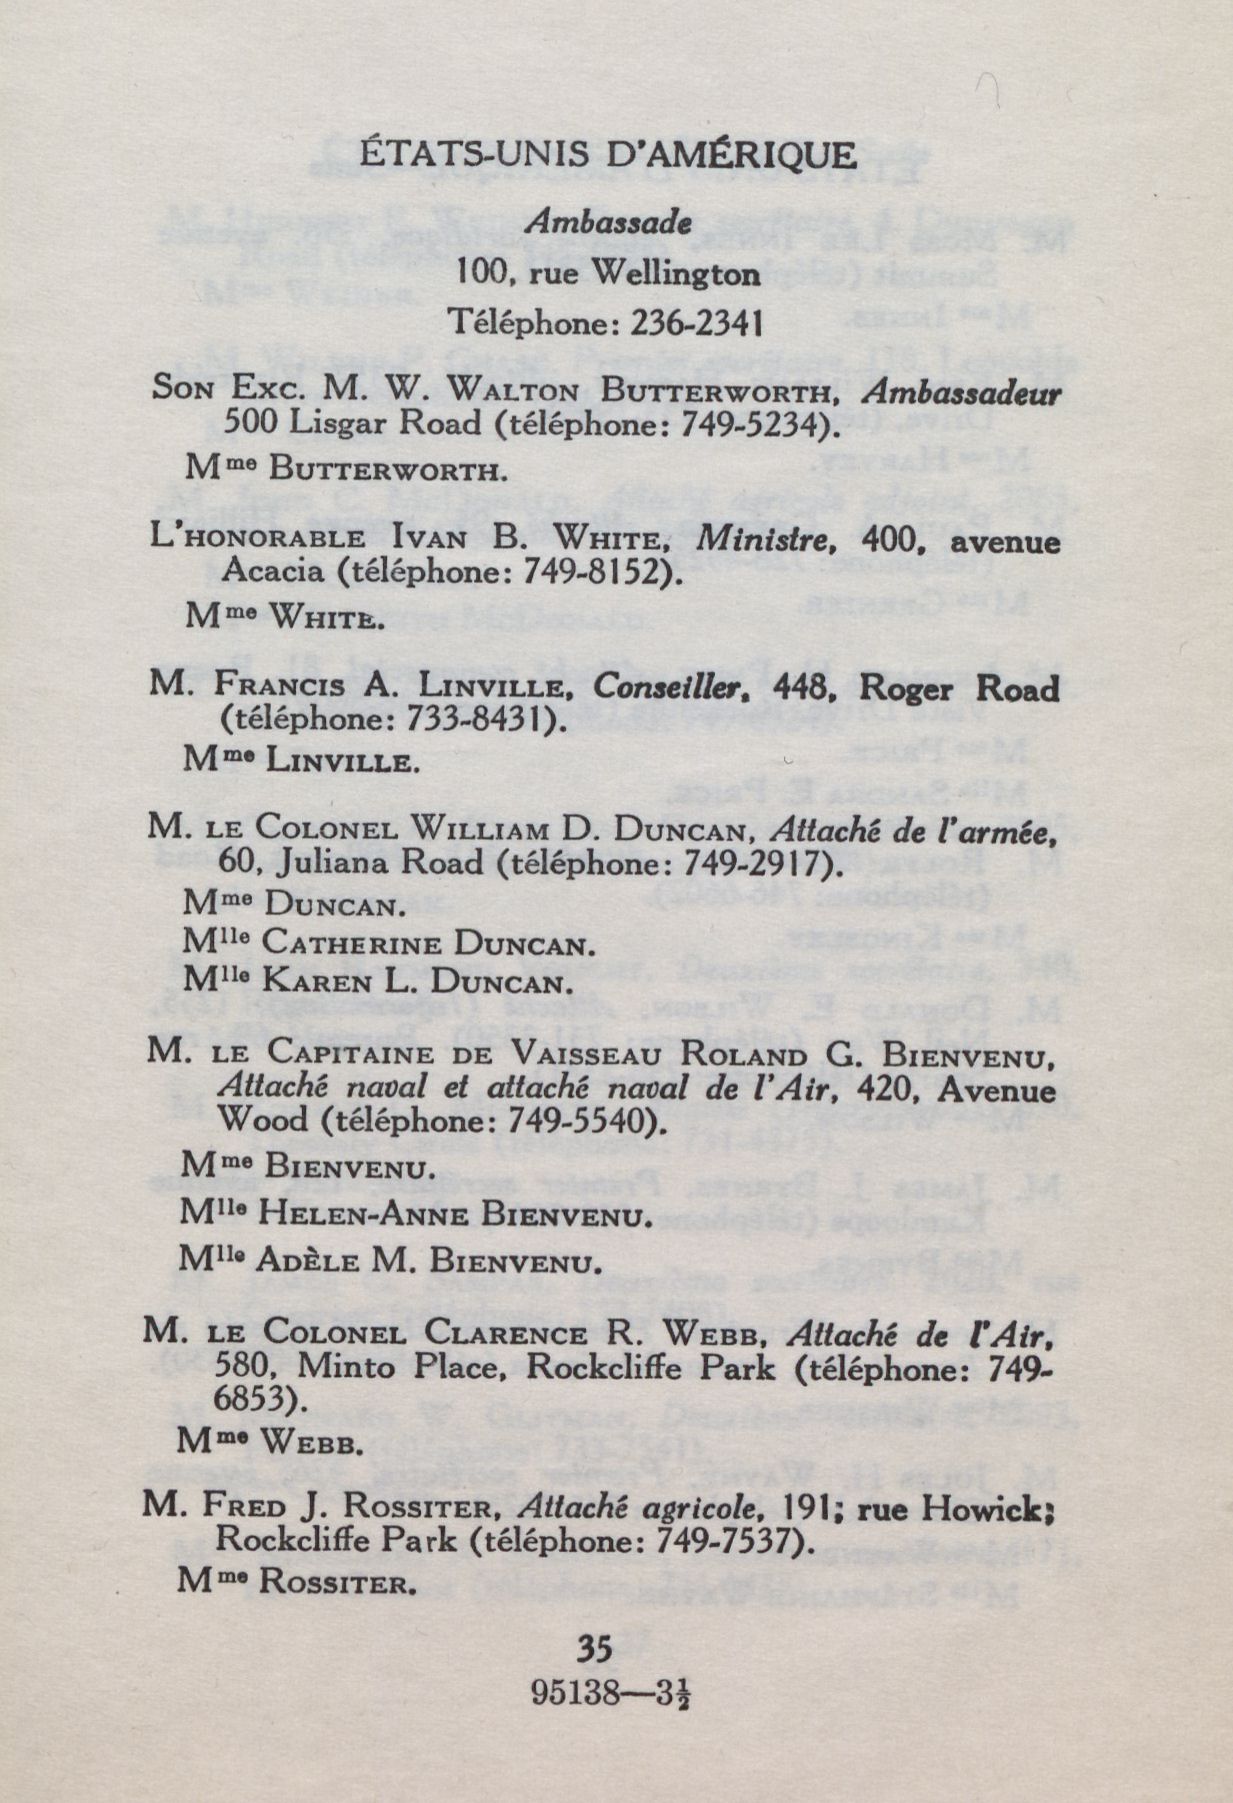 ÉTATS-UNIS D'AMÉRIQUE
Ambassade
100, rue Wellington
Téléphone: 236-2341
Son Exc. M. W. Walton Butterworth, Ambassadeur
500 Lisgar Road (téléphone: 749-5234).
Mme Butterworth.
L'honorable Ivan B. White, Ministre, 400, avenue
Acacia (téléphone: 749-8152).
Mme White.
M. Francis A. Linville, Conseiller, 448, Roger Road
(téléphone: 733-8431).
Mme Linville.
M. le Colonel William D. Duncan, Attaché de l'armée,
60, Juliana Road (téléphone: 749-2917).
Mme Duncan.
Mlle Catherine Duncan.
Mlle Karen L. Duncan.
M. le Capitaine de Vaisseau Roland G. Bienvenu,
Attaché naval et attaché naval de l'Air, 420, Avenue
Wood (téléphone: 749-5540).
Mme Bienvenu.
Mlle Helen-Anne Bienvenu.
Mlle Adèle M. Bienvenu.
M. le Colonel Clarence R. Webb, Attaché de l'Air,
580, Minto Place, Rockcliffe Park (téléphone: 749-
6853).
Mme Webb.
M. Fred J. Rossiter, Attaché agricole, 191; rue Howick;
Rockcliffe Park (téléphone: 749-7537).
Mme Rossiter.
35
95138—3½